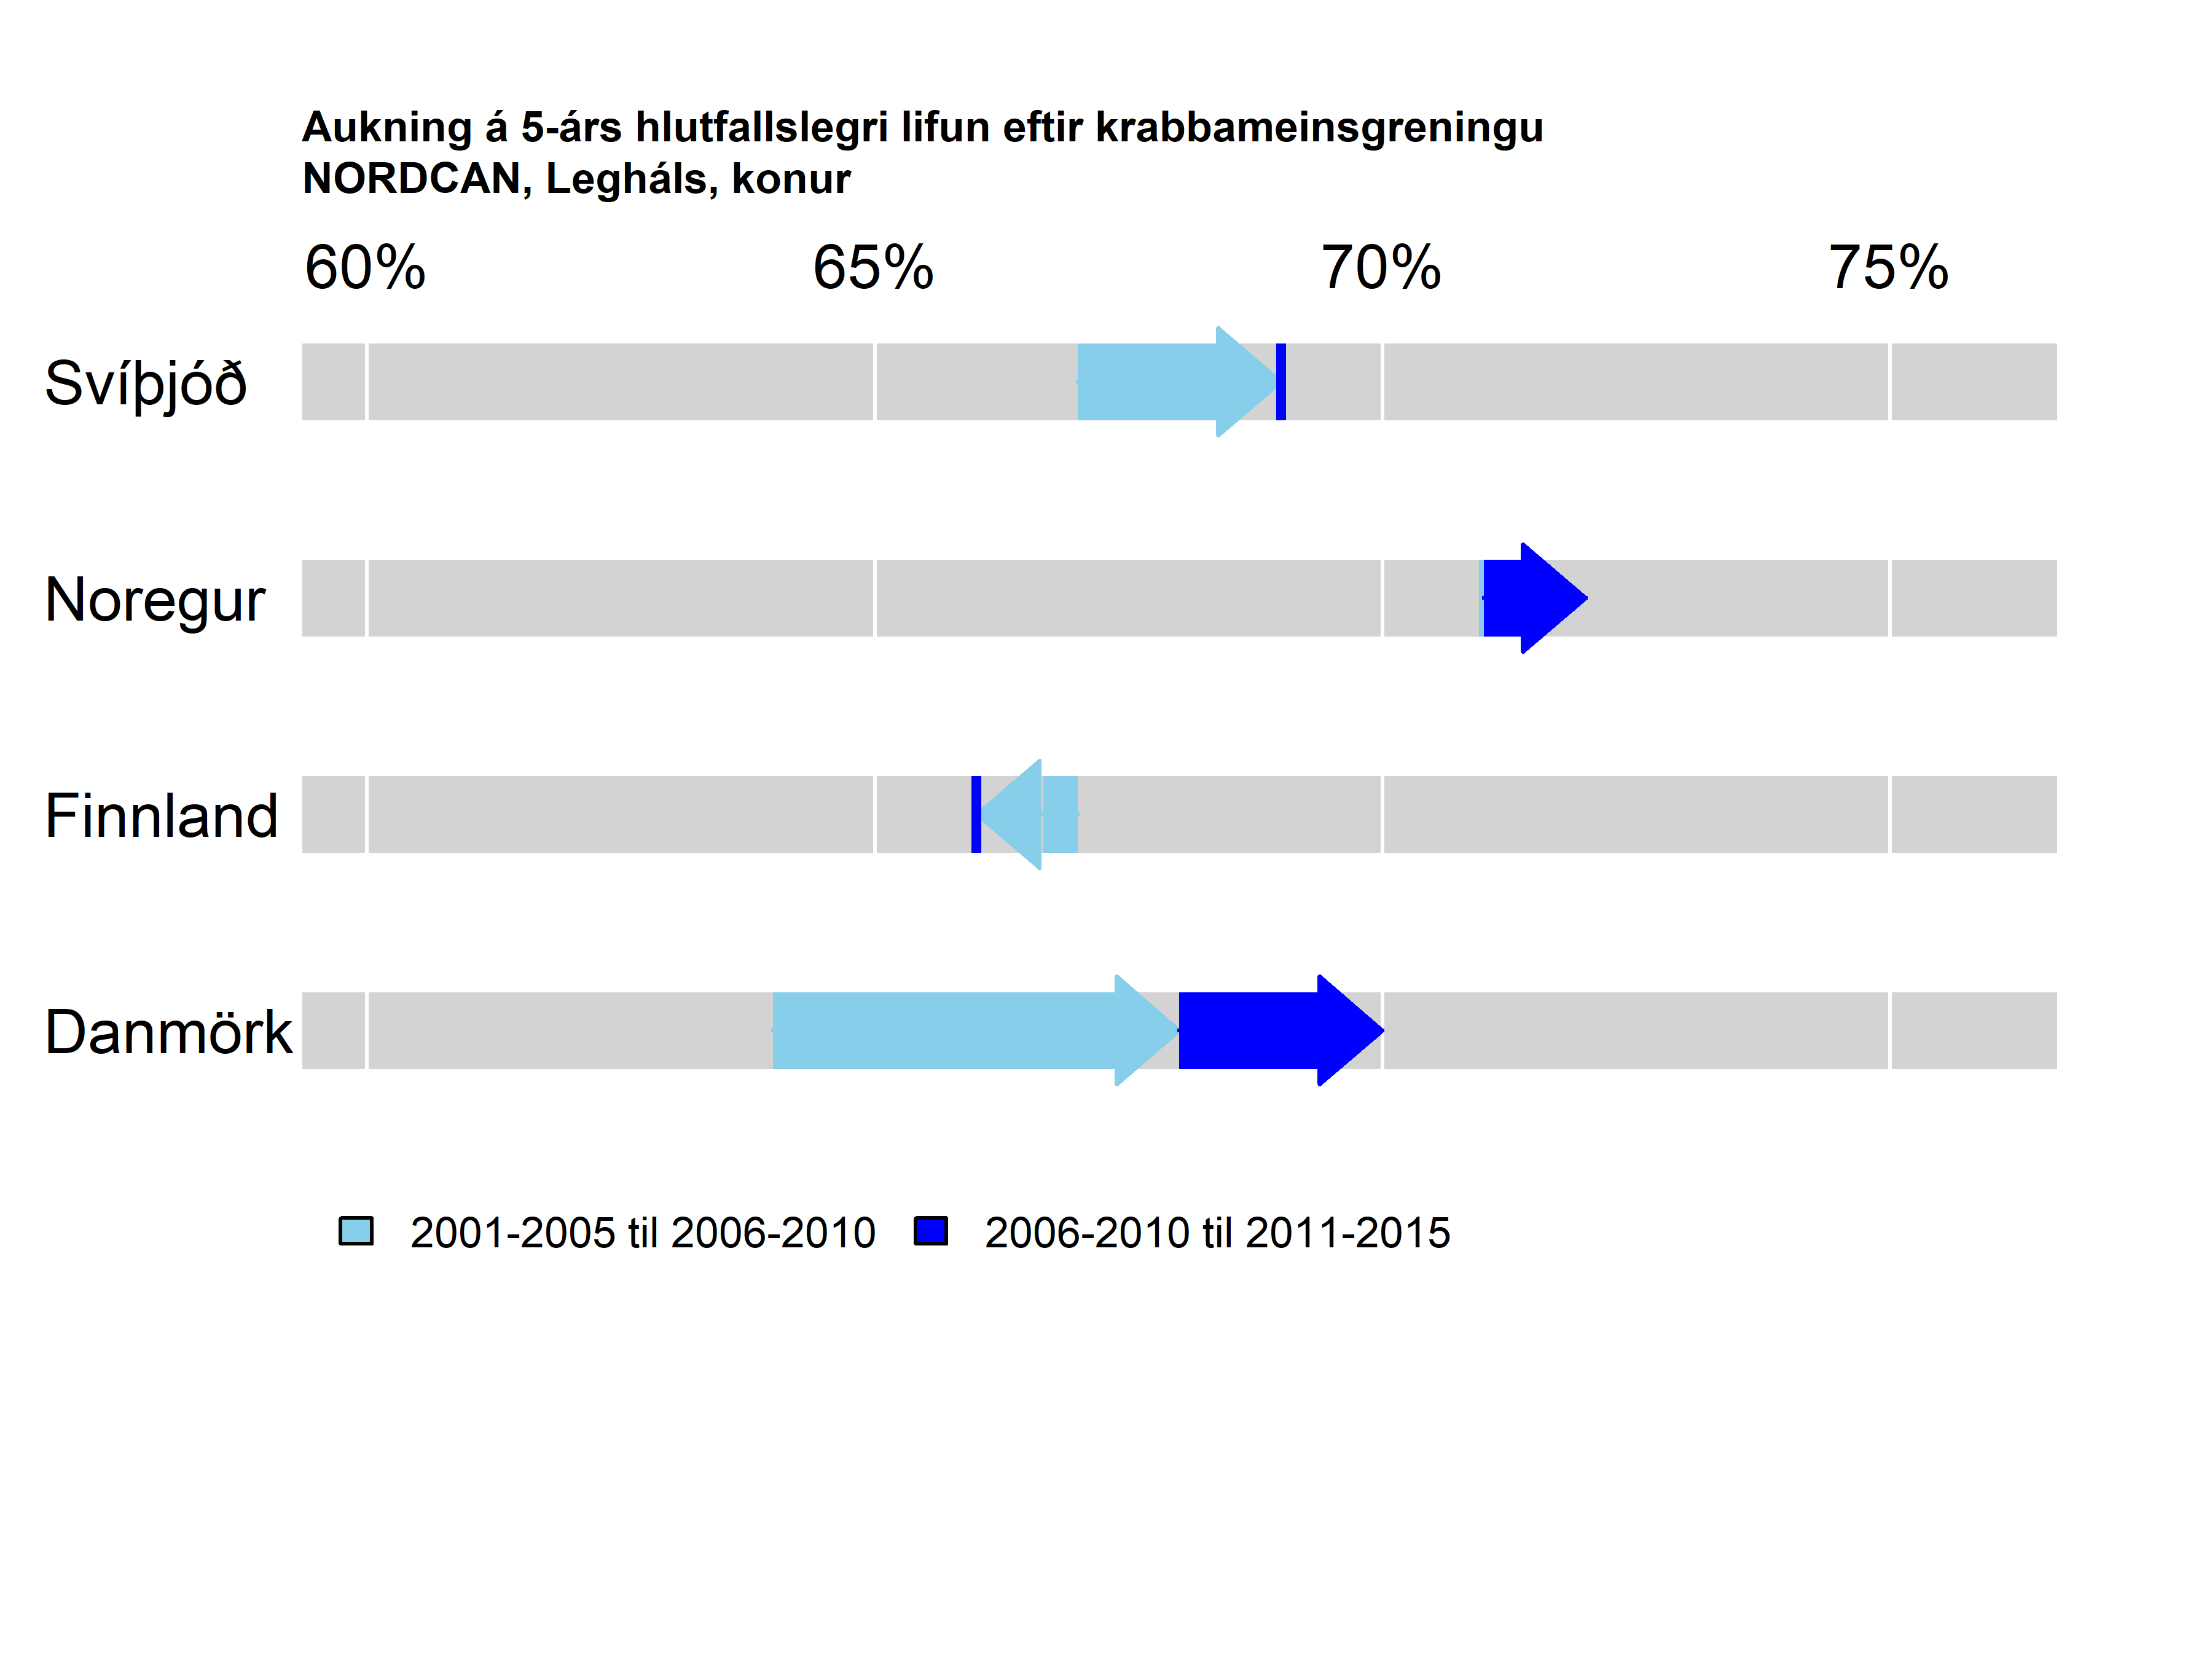 Aukning á 5-árs hlutfallslegri lifun eftir krabbameinsgreningu
NORDCAN, Legháls, konur
60% 65% 70% 75%
Svíþjóð
Noregur
Finnland
Danmörk
2001-2005 til 2006-2010 2006-2010 til 2011-2015